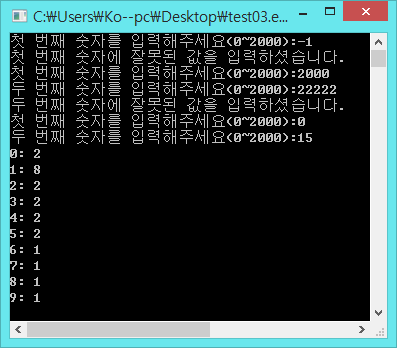 C:₩Users₩Ko--pc₩Desktop₩test03.e...
첫 번째 숫자를 입력해주세요(0~2000):-1
첫 번째 숫자에 잘못된 값을 입력하셨습니다.
첫 번째 숫자를 입력해주세요(0~2000):2000
두 번째 숫자를 입력해주세요(0~2000):22222
두 번째 숫자에 잘못된 값을 입력하셨습니다.
첫 번째 숫자를 입력해주세요(0~2000):0
두 번째 숫자를 입력해주세요(0~2000):15
0: 2
1: 8
2: 2
3: 2
4: 2
5: 2
6: 1
7: 1
8: 1
9: 1